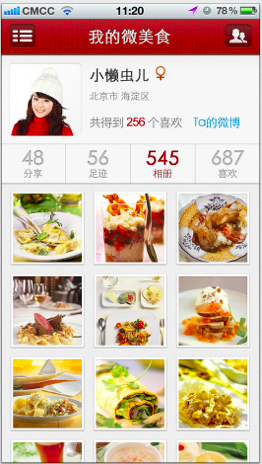 CMCC 11:20 78%
我的微美食
小懒虫儿
北京市 海淀区
共得到 256 个喜欢 Ta的微博
48 56 545 687
分享 足迹 相册 喜欢